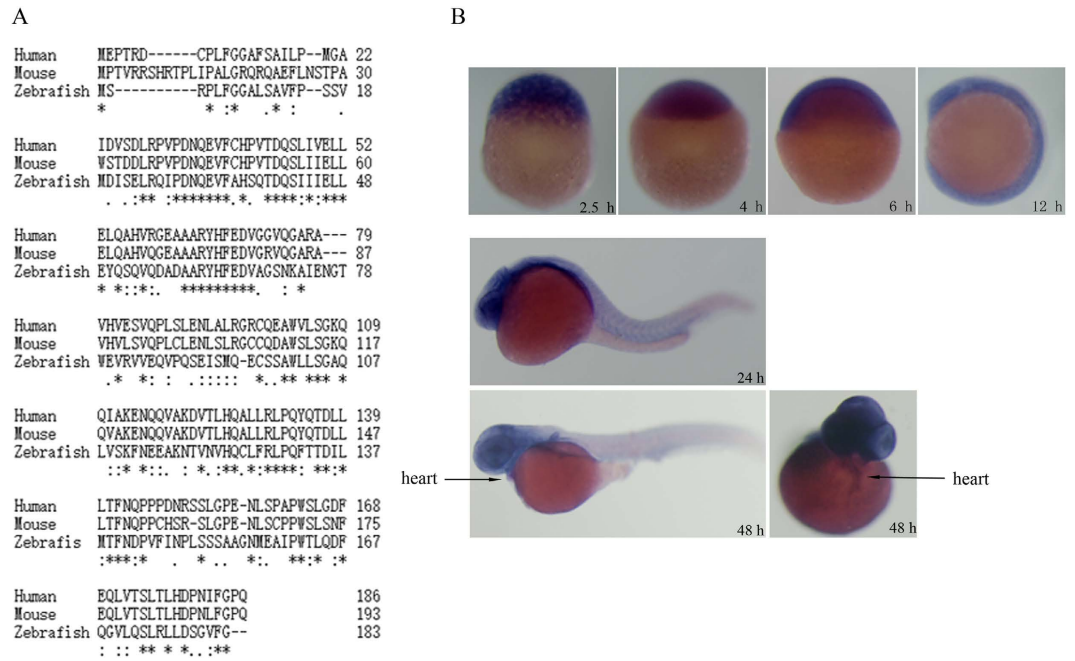 A
Human MEPTRD------CPLFGGAFSAILP--MGA 22
Mouse MPTVRRSHRTPLIPALGRQRQAEFLNSTPA 30
Zebrafish MS----------RPLFGGALSAVFP--SSV 18
* * :* .* : .
Human IDVSDLRPVPDNQEVFCHPVTDQSLIVELL 52
Mouse WSTDDLRPVPDNQEVFCHPVTDQSLIVELL 60
Zebrafish MDISELRQIPDNQEVFAHSQTDQSIIIELL 48
. .:** :*******.*. ****:*:***
Human ELQAHVRGEAAARYHFEDVGGVQGARA--- 79
Mouse ELQAHVQGEAAARYHFEDVGRVQGARA--- 87
Zebrafish EYQSQVQDADAARYHFEDVAGSNKAIENGT 78
* *::*:. *********. : *
Human VHVESVQPLSLENLALRGRCQEAWVLSGKQ 109
Mouse VHVLSVQPLCLENLSLRGCCQDAWSLSGKQ 117
Zebrafish WEVRVVEQVPQSEISMQ-ECSSAWLLSGAQ 107
.* *: : .::::: *..** *** *
Human QIAKENQQVAKDVTLHQALLRLPQYQTDLL 139
Mouse QVAKENQQVAKDVTLHQALLRLPQYQTDLL 147
Zebrafish LVSKFNEEAKNTVNVHQCLFRLPQFTTDIL 137
::* *::. : *.:**.*:****: **:*
Human LTFNQPPPDNRSSLGPE-NLSPAPWSLGDF 168
Mouse LTFNQPPCHSR-SLGPE-NLSCPPWSLSNF 175
Zebrafis MTFNDPVFINPLSSSAAGNMEAIPWTLQDF 167
:***:* . * .. *:. **:* :*
Human EQLVTSLTLHDPNIFGPQ 186
Mouse EQLVTSLTLHDPNLFGPQ 193
Zebrafish QGVLQSLRLLDSGVFG-- 183
: :: ** * *..:**
B
2.5 h
4 h
6 h
12 h
24 h
heart
48 h
heart
48 h